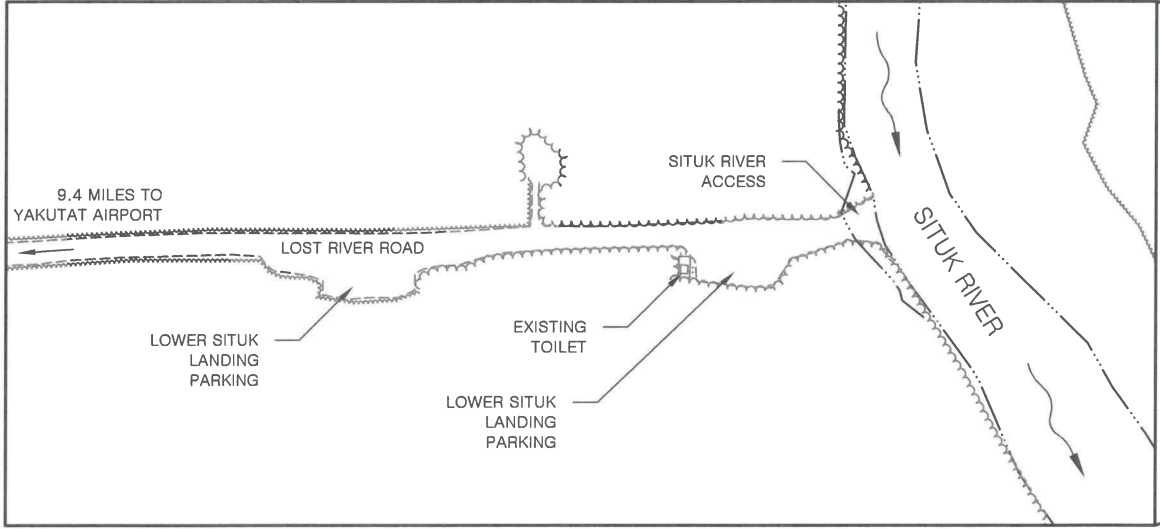 9.4 MILES TO
YAKUTAT AIRPORT
LOST RIVER ROAD
SITUK RIVER
ACCESS
SITUK RIVER
LOWER SITUK
LANDING
PARKING
EXISTING
TOILET
LOWER SITUK
LANDING
PARKING